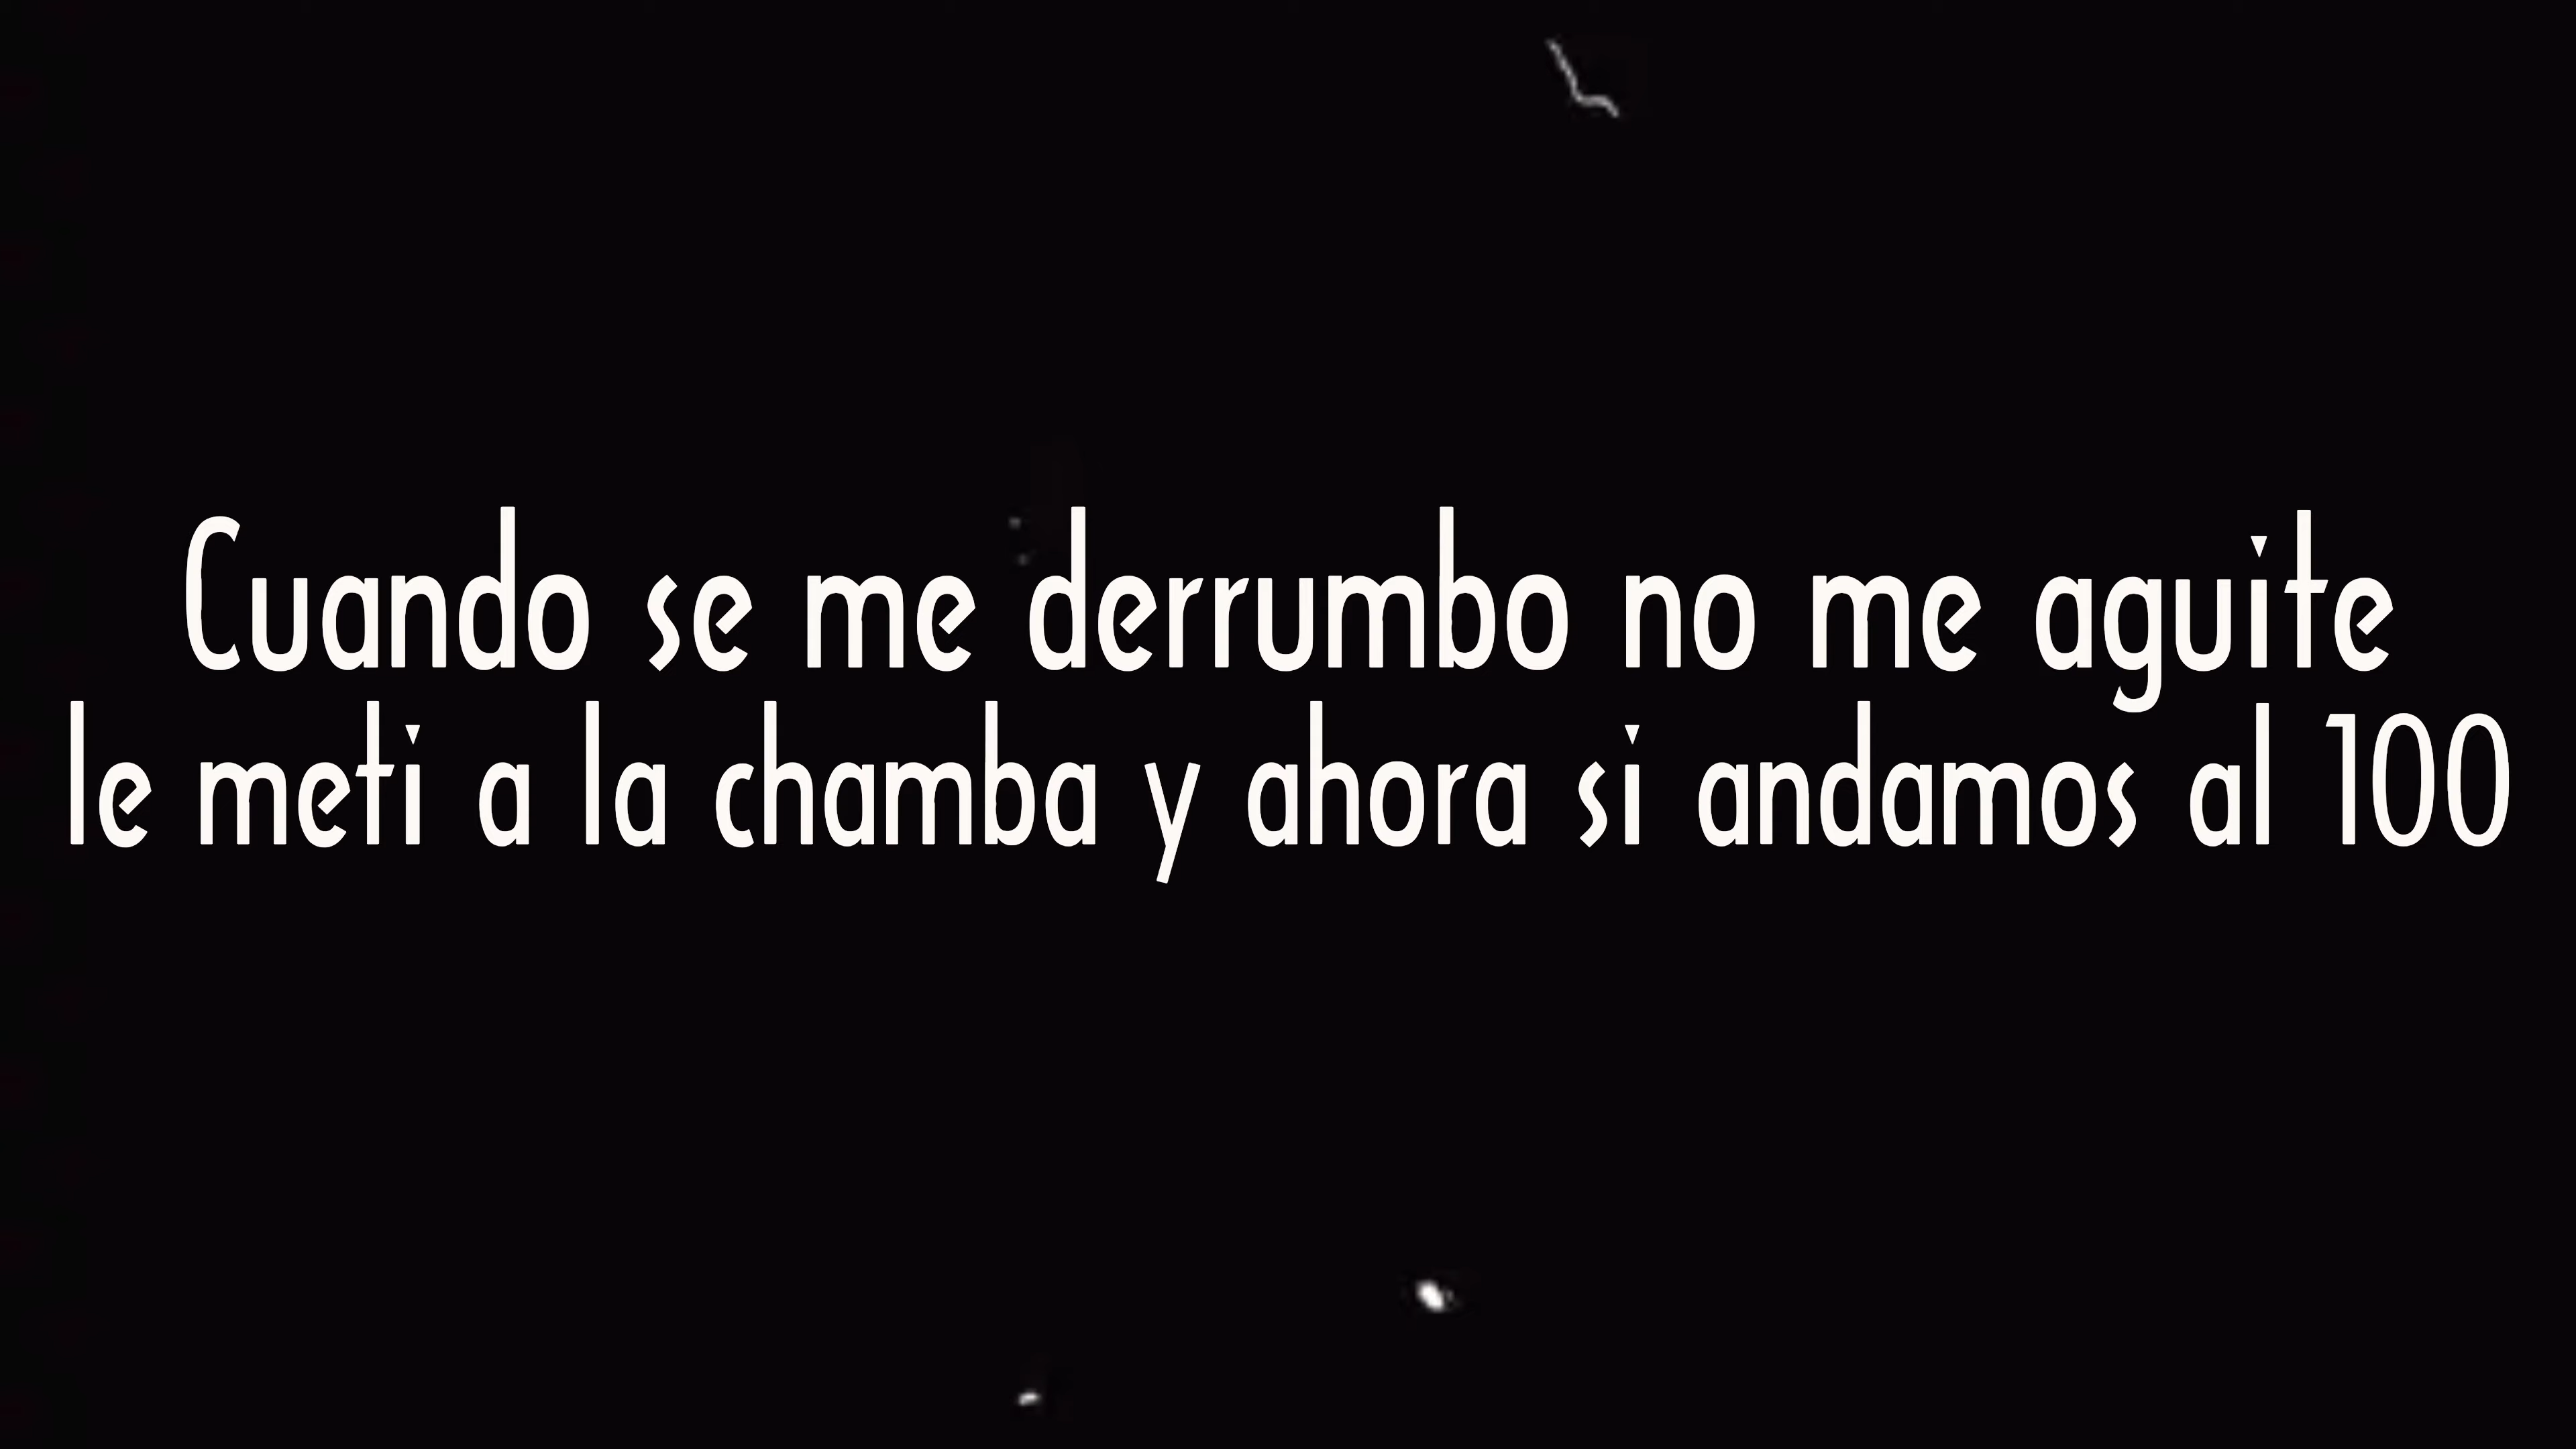 Cuando se me derrumbo no me aguite
le meti a la chamba y ahora si andamos al 100